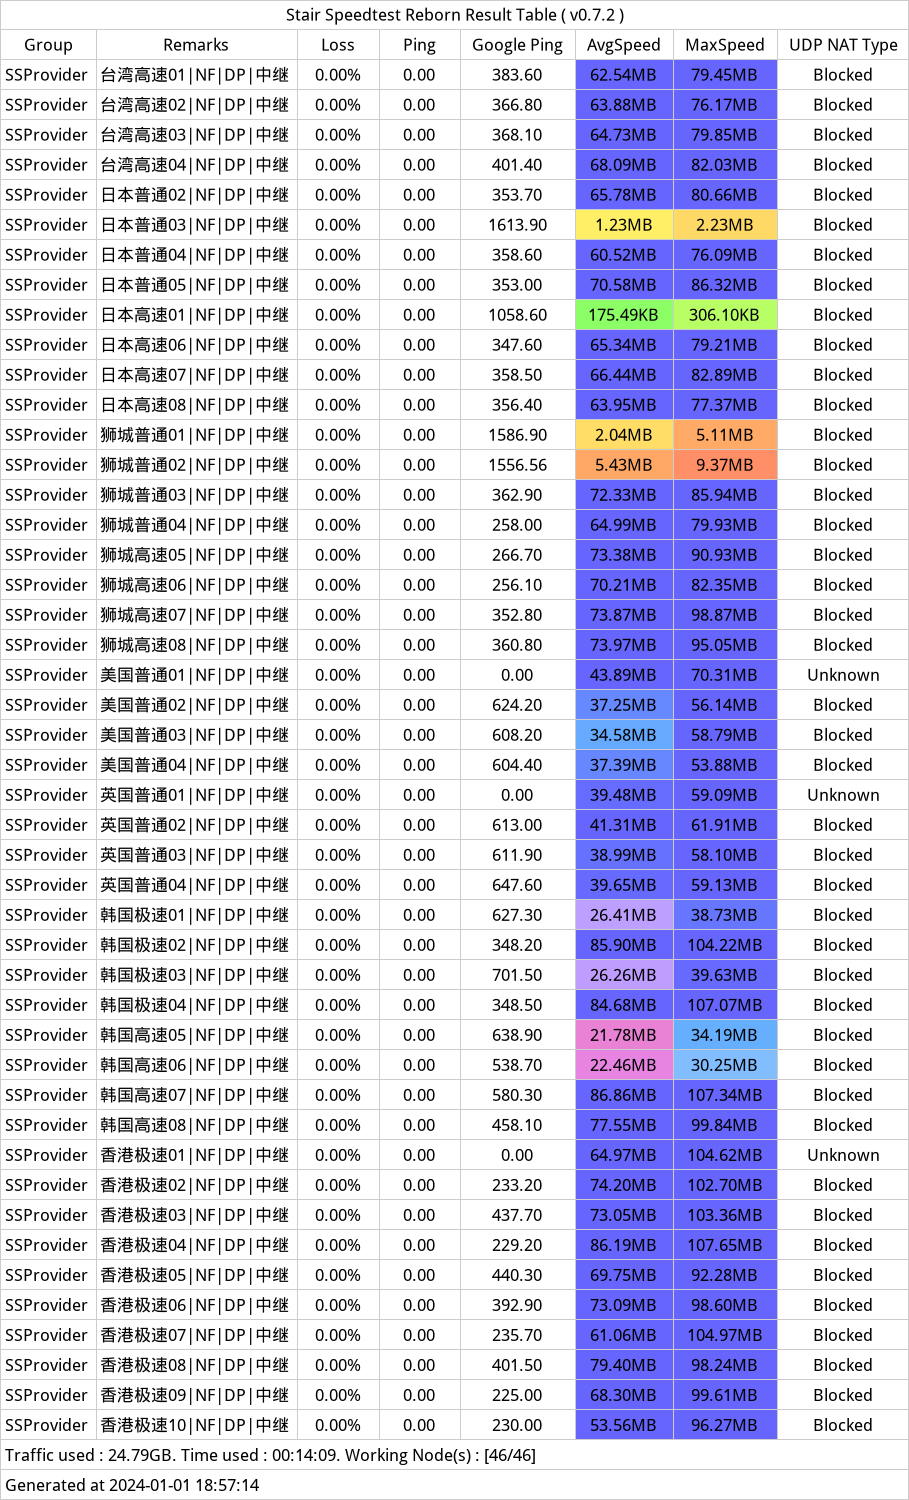 Stair Speedtest Reborn Result Table ( v0.7.2 )
Group Remarks Loss Ping Google Ping AvgSpeed MaxSpeed UDP NAT Type
SSProvider 台湾高速01|NF|DP|中继 0.00% 0.00 383.60 62.54MB 79.45MB Blocked
SSProvider 台湾高速02|NF|DP|中继 0.00% 0.00 366.80 63.88MB 76.17MB Blocked
SSProvider 台湾高速03|NF|DP|中继 0.00% 0.00 368.10 64.73MB 79.85MB Blocked
SSProvider 台湾高速04|NF|DP|中继 0.00% 0.00 401.40 68.09MB 82.03MB Blocked
SSProvider 日本普通02|NF|DP|中继 0.00% 0.00 353.70 65.78MB 80.66MB Blocked
SSProvider 日本普通03|NF|DP|中继 0.00% 0.00 1613.90 1.23MB 2.23MB Blocked
SSProvider 日本普通04|NF|DP|中继 0.00% 0.00 358.60 60.52MB 76.09MB Blocked
SSProvider 日本普通05|NF|DP|中继 0.00% 0.00 353.00 70.58MB 86.32MB Blocked
SSProvider 日本高速01|NF|DP|中继 0.00% 0.00 1058.60 175.49KB 306.10KB Blocked
SSProvider 日本高速06|NF|DP|中继 0.00% 0.00 347.60 65.34MB 79.21MB Blocked
SSProvider 日本高速07|NF|DP|中继 0.00% 0.00 358.50 66.44MB 82.89MB Blocked
SSProvider 日本高速08|NF|DP|中继 0.00% 0.00 356.40 63.95MB 77.37MB Blocked
SSProvider 狮城普通01|NF|DP|中继 0.00% 0.00 1586.90 2.04MB 5.11MB Blocked
SSProvider 狮城普通02|NF|DP|中继 0.00% 0.00 1556.56 5.43MB 9.37MB Blocked
SSProvider 狮城普通03|NF|DP|中继 0.00% 0.00 362.90 72.33MB 85.94MB Blocked
SSProvider 狮城普通04|NF|DP|中继 0.00% 0.00 258.00 64.99MB 79.93MB Blocked
SSProvider 狮城高速05|NF|DP|中继 0.00% 0.00 266.70 73.38MB 90.93MB Blocked
SSProvider 狮城高速06|NF|DP|中继 0.00% 0.00 256.10 70.21MB 82.35MB Blocked
SSProvider 狮城高速07|NF|DP|中继 0.00% 0.00 352.80 73.87MB 98.87MB Blocked
SSProvider 狮城高速08|NF|DP|中继 0.00% 0.00 360.80 73.97MB 95.05MB Blocked
SSProvider 美国普通01|NF|DP|中继 0.00% 0.00 0.00 43.89MB 70.31MB Unknown
SSProvider 美国普通02|NF|DP|中继 0.00% 0.00 624.20 37.25MB 56.14MB Blocked
SSProvider 美国普通03|NF|DP|中继 0.00% 0.00 608.20 34.58MB 58.79MB Blocked
SSProvider 美国普通04|NF|DP|中继 0.00% 0.00 604.40 37.39MB 53.88MB Blocked
SSProvider 英国普通01|NF|DP|中继 0.00% 0.00 0.00 39.48MB 59.09MB Unknown
SSProvider 英国普通02|NF|DP|中继 0.00% 0.00 613.00 41.31MB 61.91MB Blocked
SSProvider 英国普通03|NF|DP|中继 0.00% 0.00 611.90 38.99MB 58.10MB Blocked
SSProvider 英国普通04|NF|DP|中继 0.00% 0.00 647.60 39.65MB 59.13MB Blocked
SSProvider 韩国极速01|NF|DP|中继 0.00% 0.00 627.30 26.41MB 38.73MB Blocked
SSProvider 韩国极速02|NF|DP|中继 0.00% 0.00 348.20 85.90MB 104.22MB Blocked
SSProvider 韩国极速03|NF|DP|中继 0.00% 0.00 701.50 26.26MB 39.63MB Blocked
SSProvider 韩国极速04|NF|DP|中继 0.00% 0.00 348.50 84.68MB 107.07MB Blocked
SSProvider 韩国高速05|NF|DP|中继 0.00% 0.00 638.90 21.78MB 34.19MB Blocked
SSProvider 韩国高速06|NF|DP|中继 0.00% 0.00 538.70 22.46MB 30.25MB Blocked
SSProvider 韩国高速07|NF|DP|中继 0.00% 0.00 580.30 86.86MB 107.34MB Blocked
SSProvider 韩国高速08|NF|DP|中继 0.00% 0.00 458.10 77.55MB 99.84MB Blocked
SSProvider 香港极速01|NF|DP|中继 0.00% 0.00 0.00 64.97MB 104.62MB Unknown
SSProvider 香港极速02|NF|DP|中继 0.00% 0.00 233.20 74.20MB 102.70MB Blocked
SSProvider 香港极速03|NF|DP|中继 0.00% 0.00 437.70 73.05MB 103.36MB Blocked
SSProvider 香港极速04|NF|DP|中继 0.00% 0.00 229.20 86.19MB 107.65MB Blocked
SSProvider 香港极速05|NF|DP|中继 0.00% 0.00 440.30 69.75MB 92.28MB Blocked
SSProvider 香港极速06|NF|DP|中继 0.00% 0.00 392.90 73.09MB 98.60MB Blocked
SSProvider 香港极速07|NF|DP|中继 0.00% 0.00 235.70 61.06MB 104.97MB Blocked
SSProvider 香港极速08|NF|DP|中继 0.00% 0.00 401.50 79.40MB 98.24MB Blocked
SSProvider 香港极速09|NF|DP|中继 0.00% 0.00 225.00 68.30MB 99.61MB Blocked
SSProvider 香港极速10|NF|DP|中继 0.00% 0.00 230.00 53.56MB 96.27MB Blocked
Traffic used : 24.79GB. Time used : 00:14:09. Working Node(s) : [46/46]
Generated at 2024-01-01 18:57:14